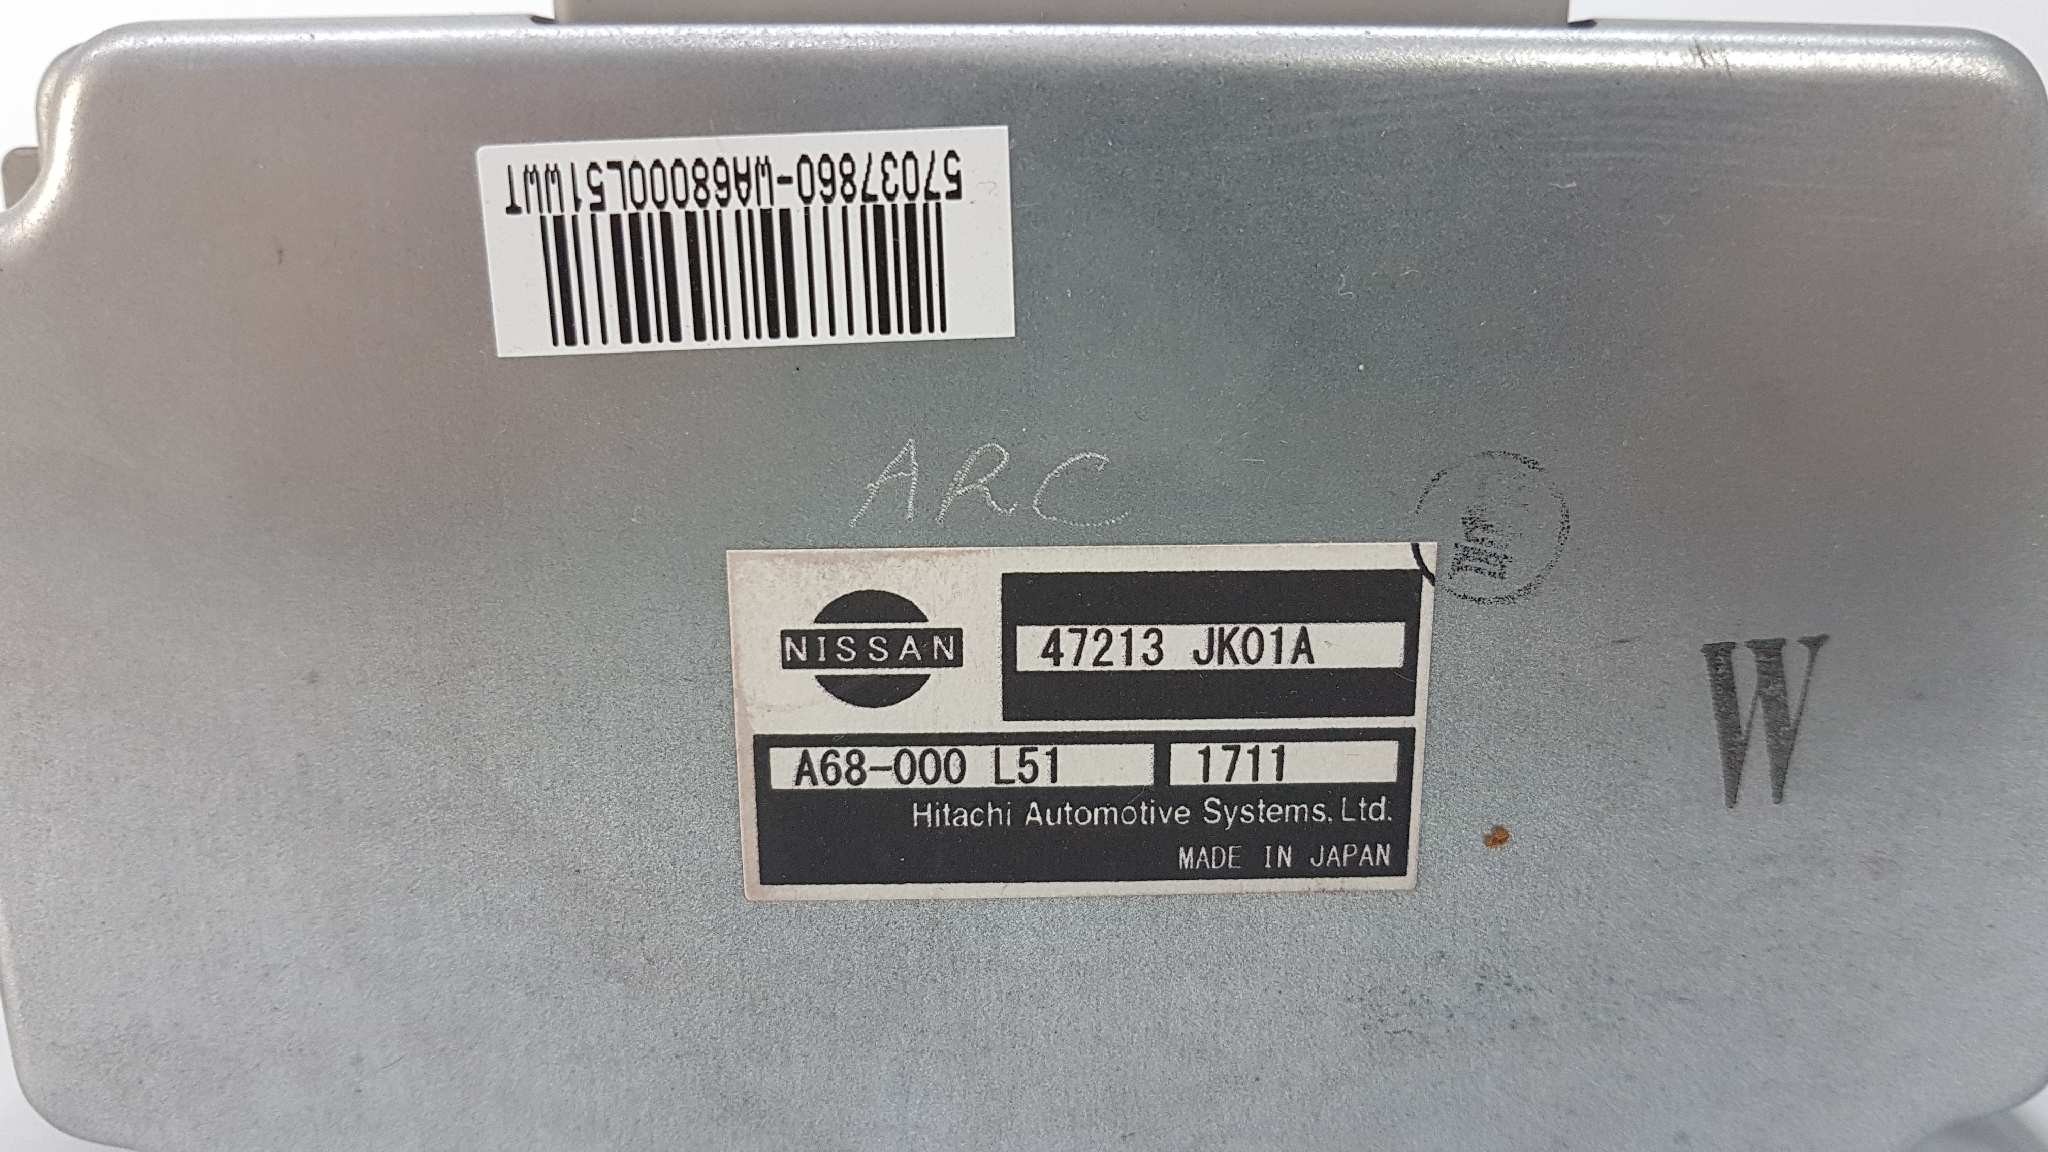 57037860-WA68000L51WWT
ARC
NISSAN
47213 JK01A
A68-000 L51
1711
Hitachi Automotive Systems, Ltd.
MADE IN JAPAN
W